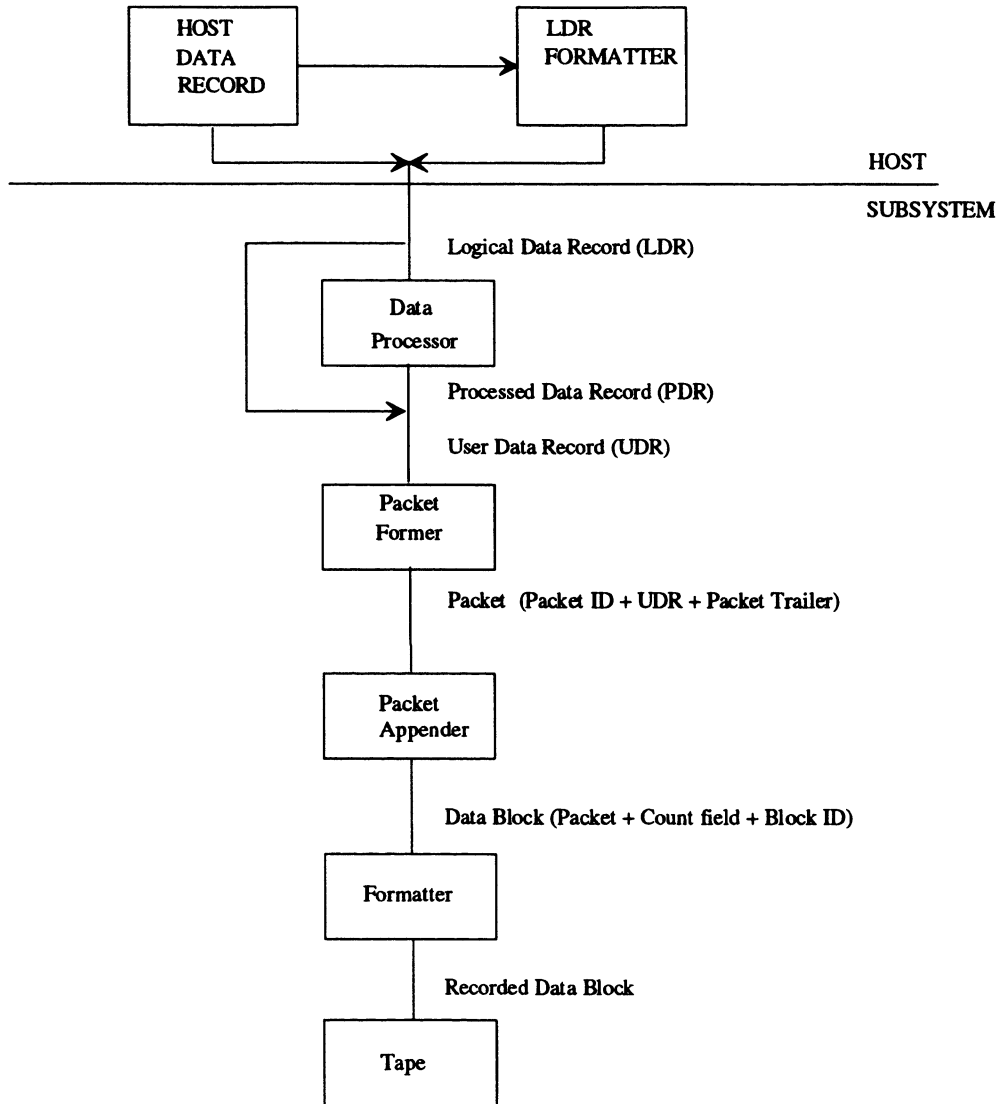 HOST
DATA
RECORD
LDR
FORMATTER
HOST
SUBSYSTEM
Logical Data Record (LDR)
Data
Processor
Processed Data Record (PDR)
User Data Record (UDR)
Packet
Former
Packet (Packet ID + UDR + Packet Trailer)
Packet
Appender
Data Block (Packet + Count field + Block ID)
Formatter
Recorded Data Block
Tape